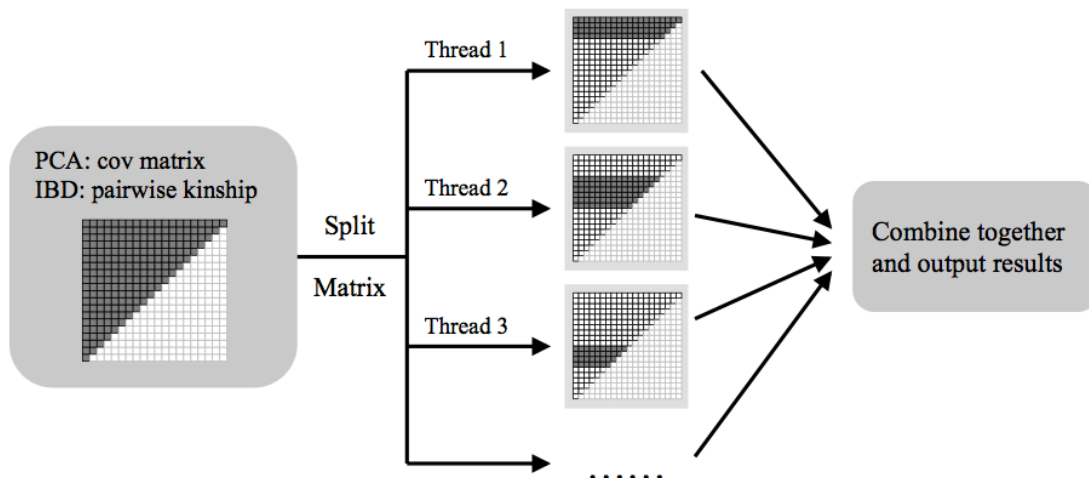 PCA: cov matrix
IBD: pairwise kinship
Split
Matrix
Thread 1
Thread 2
Thread 3
......
Combine together
and output results